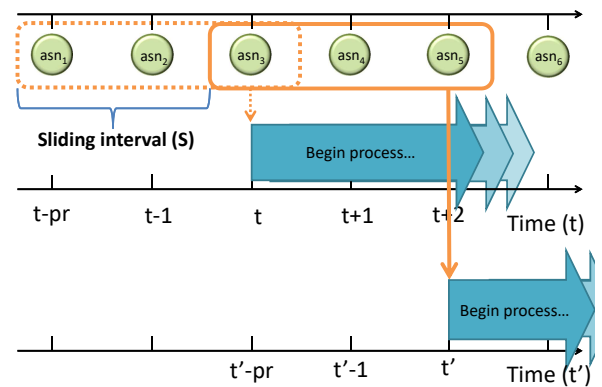 asn1 asn2 asn3 asn4 asn5 asn6
Sliding interval (S)
Begin process...
t-pr t-1 t t+1 t+2 Time (t)
Begin process...
t'-pr t'-1 t' Time (t')